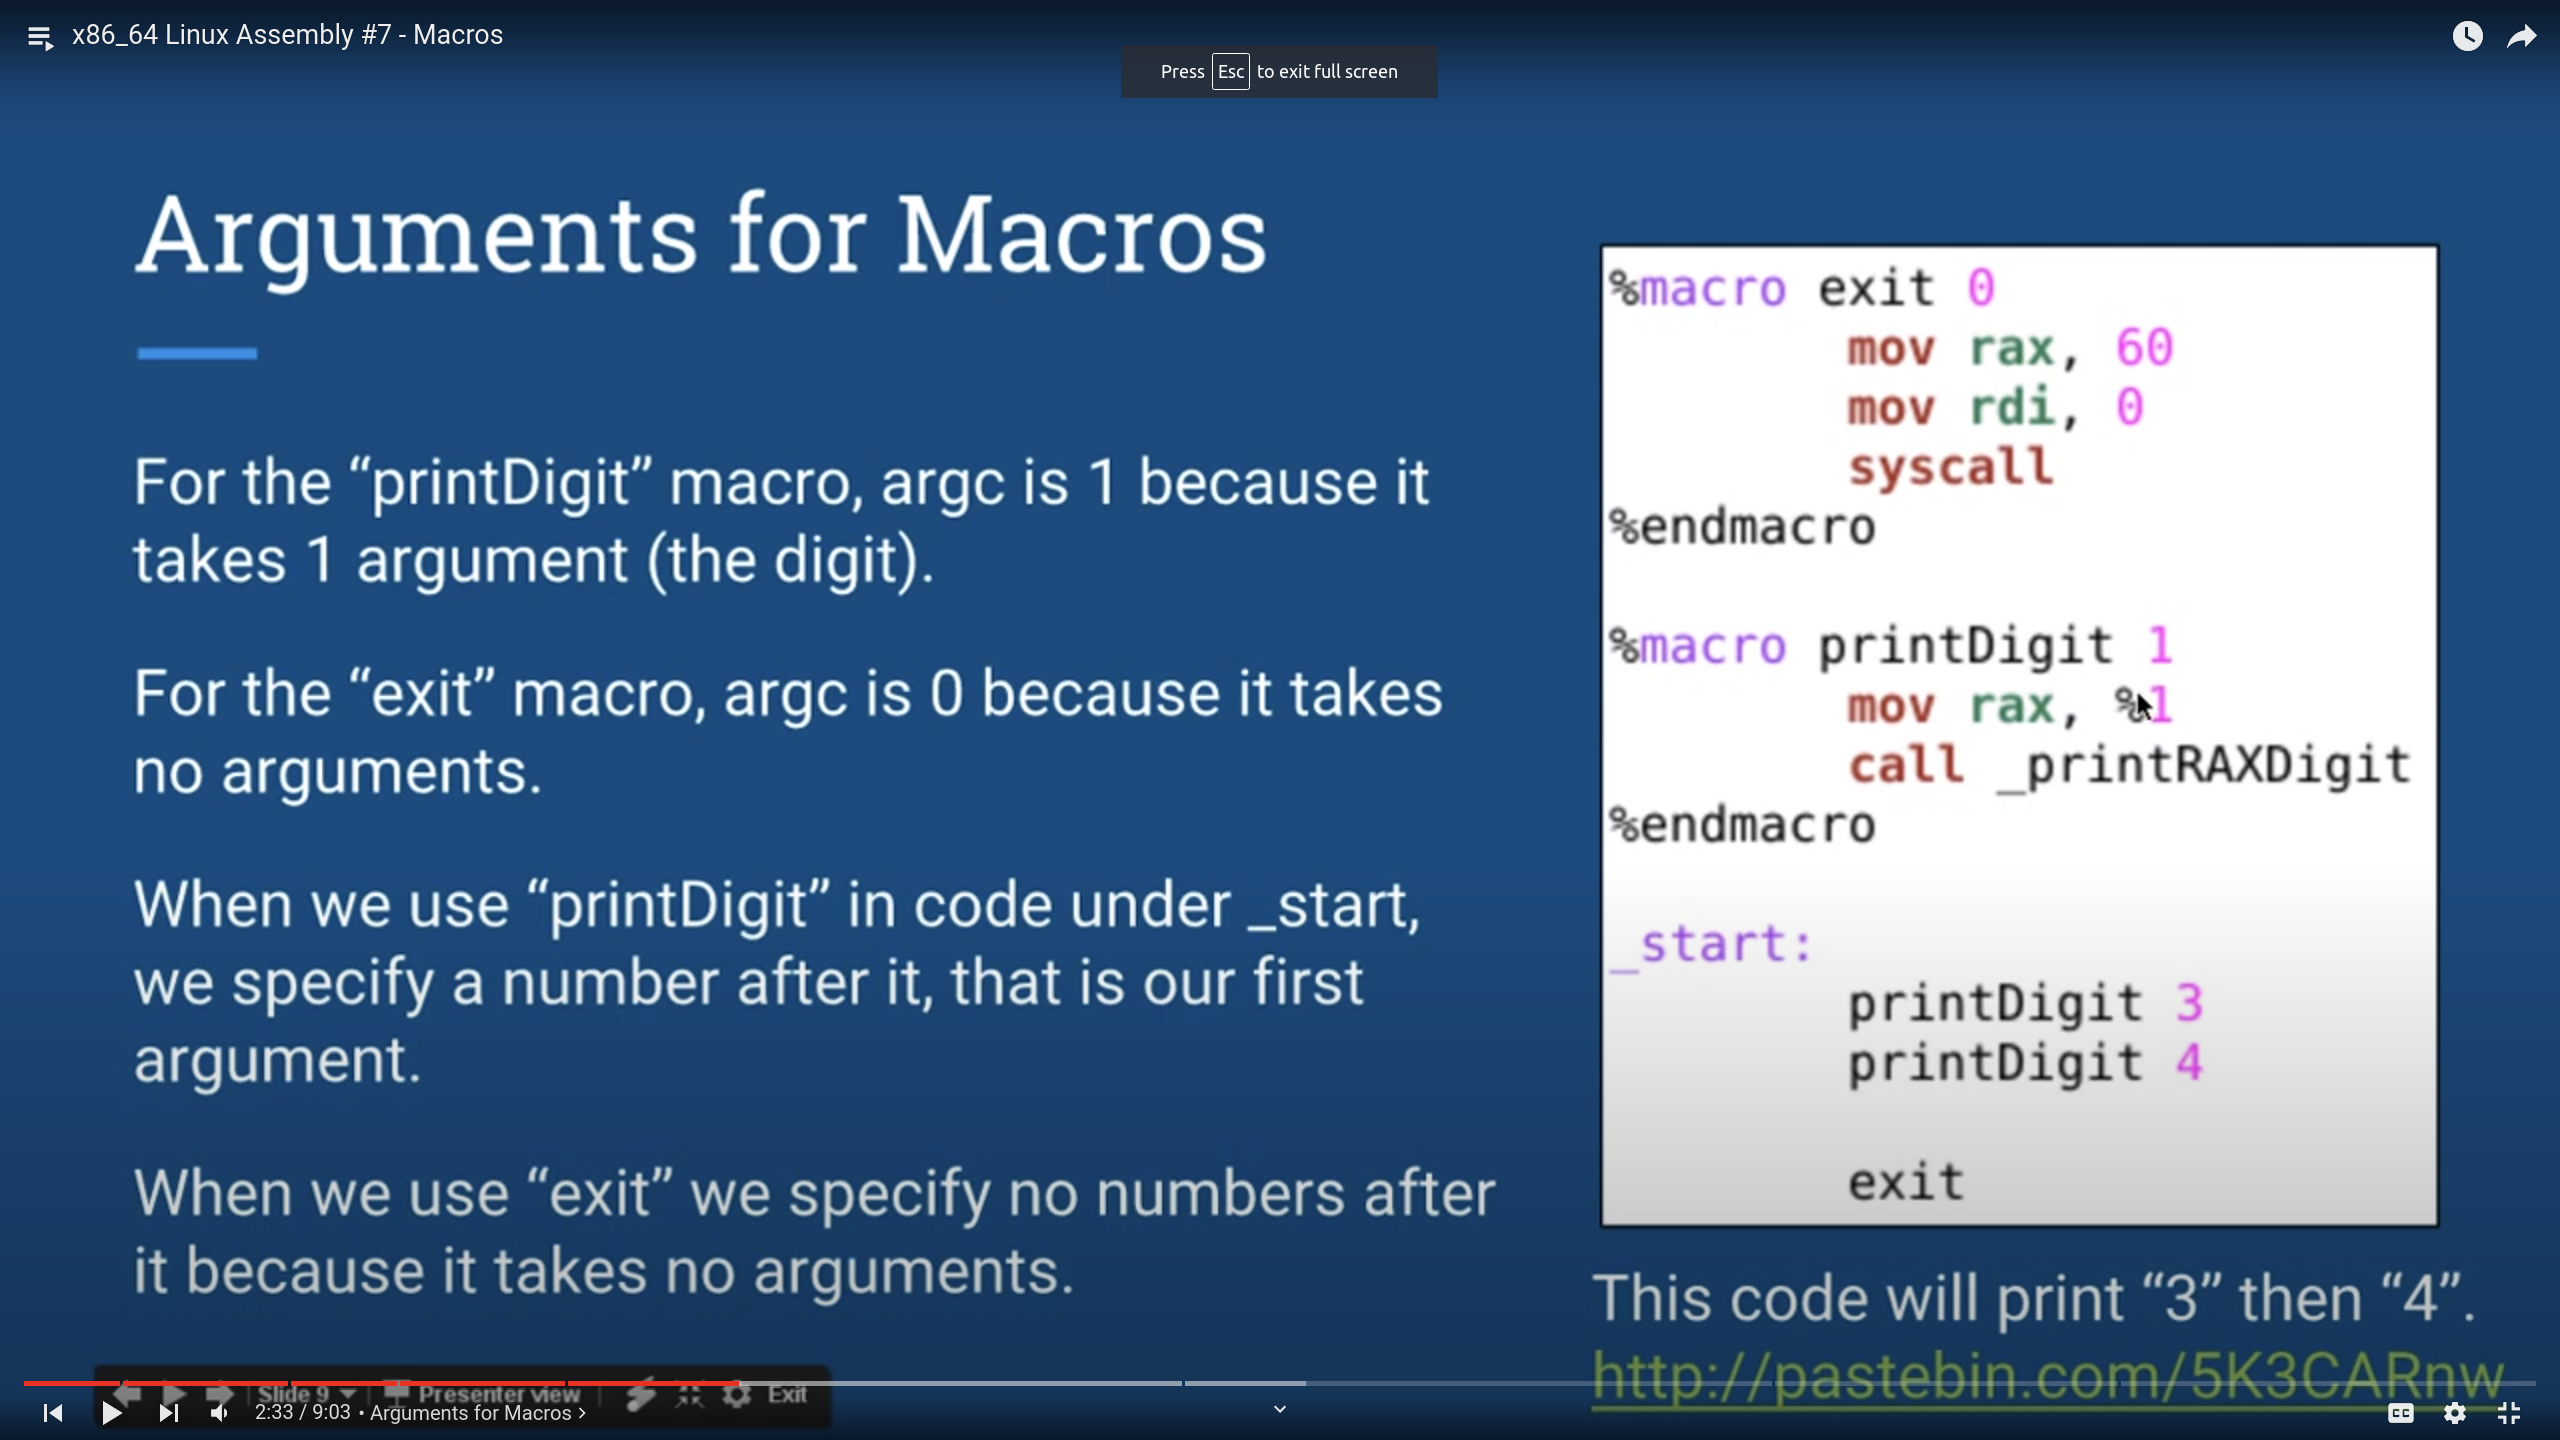 x86_64 Linux Assembly #7 - Macros
Press Esc to exit full screen
Arguments for Macros
For the “printDigit” macro, argc is 1 because it
takes 1 argument (the digit).
For the “exit” macro, argc is 0 because it takes
no arguments.
When we use “printDigit” in code under _start,
we specify a number after it, that is our first
argument.
When we use “exit” we specify no numbers after
it because it takes no arguments.
%macro exit 0
mov rax, 60
mov rdi, 0
syscall
%endmacro
%macro printDigit 1
mov rax, %1
call _printRAXDigit
%endmacro
_start:
printDigit 3
printDigit 4
exit
This code will print “3” then “4”.
http://pastebin.com/5K3CARnw
Slide 9 Presenter view Exit
2:33 / 9:03 • Arguments for Macros
CC